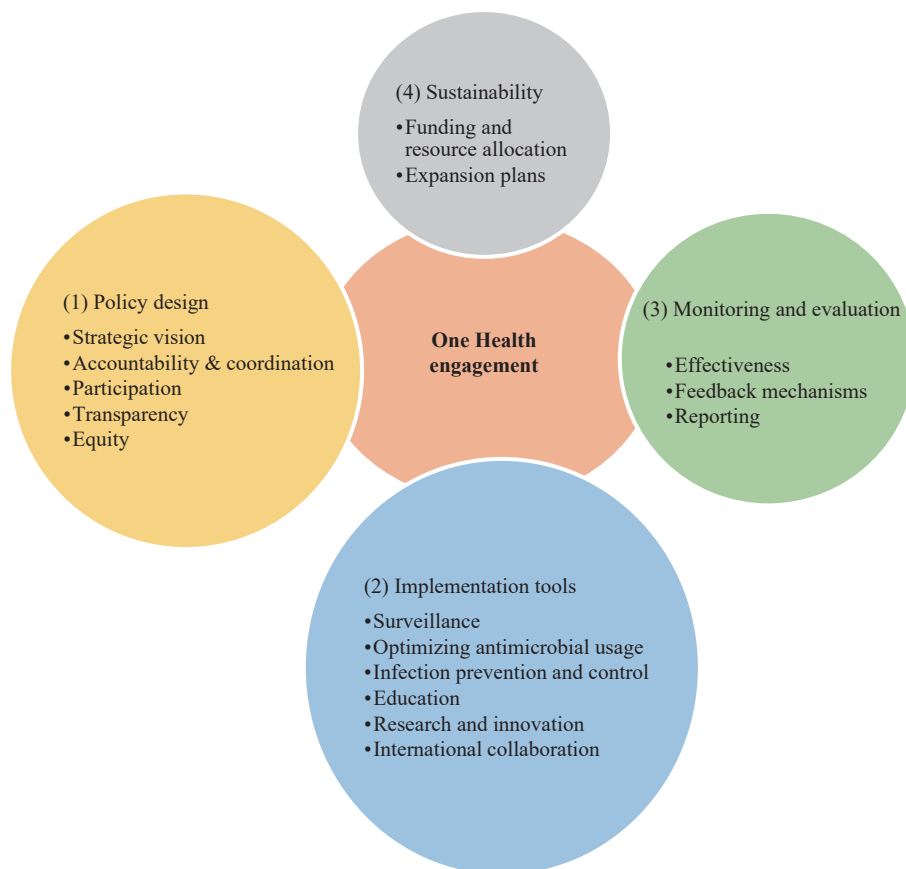 (4) Sustainability
•Funding and
resource allocation
•Expansion plans
(1) Policy design
•Strategic vision
•Accountability & coordination
•Participation
•Transparency
•Equity
One Health
engagement
(3) Monitoring and evaluation
•Effectiveness
•Feedback mechanisms
•Reporting
(2) Implementation tools
•Surveillance
•Optimizing antimicrobial usage
•Infection prevention and control
•Education
•Research and innovation
•International collaboration